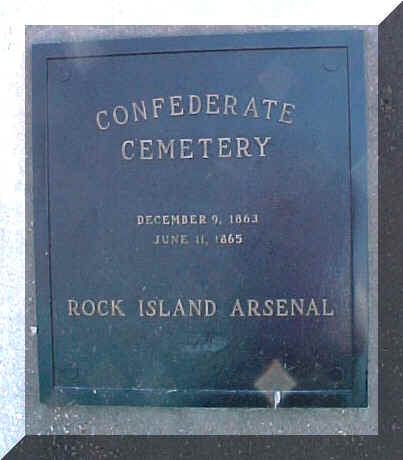 CONFEDERATE
CEMETERY
DECEMBER 9, 1863
JUNE 11, 1865
ROCK ISLAND ARSENAL